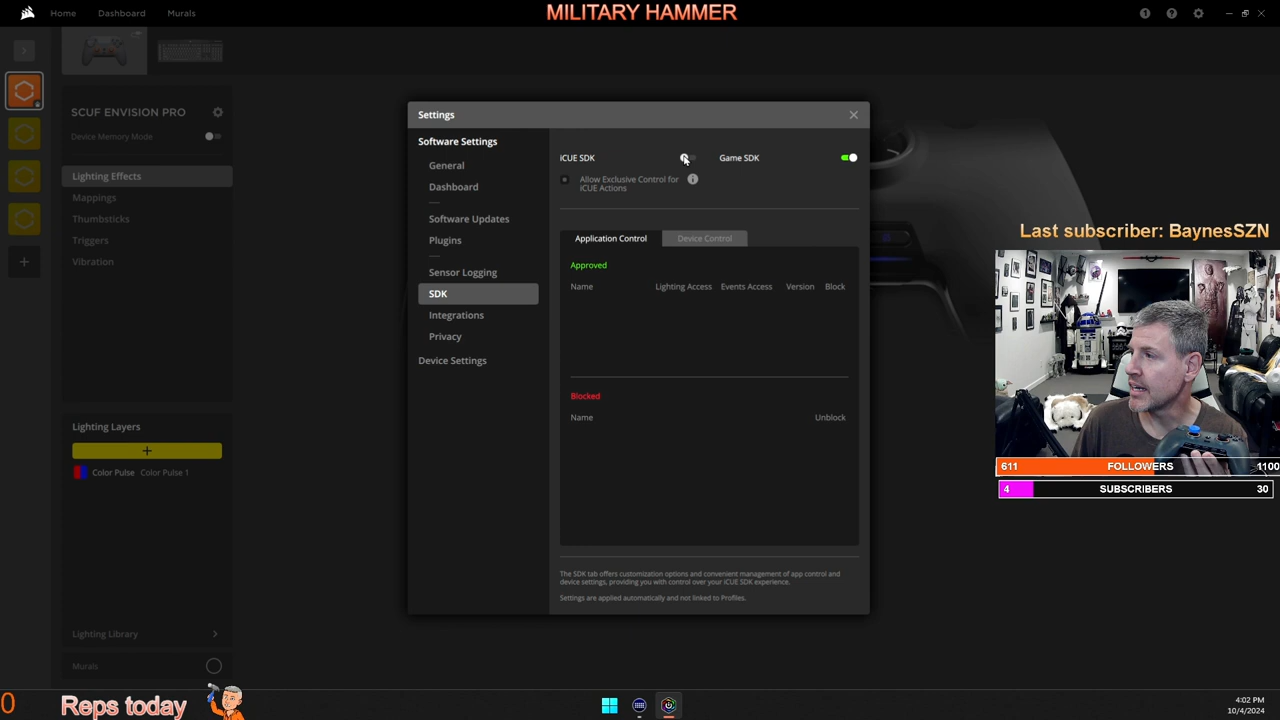 Home
Dashboard
Murals
MILITARY HAMMER
SCUF ENVISION PRO
Device Memory Mode
Lighting Effects
Mappings
Thumbsticks
Triggers
Vibration
Lighting Layers
+
Color Pulse Color Pulse 1
Lighting Library
Murals
Settings
Software Settings
General
Dashboard
Software Updates
Plugins
Sensor Logging
SDK
Integrations
Privacy
Device Settings
iCUE SDK
Game SDK
Allow Exclusive Control for
iCUE Actions
Application Control
Device Control
Approved
Name Lighting Access Events Access Version Block
Blocked
Name Unblock
The SDK tab offers customization options and convenient management of app control and
device settings, providing you with control over your iCUE SDK experience.
Settings are applied automatically and not linked to Profiles.
Last subscriber: BaynesSZN
611 FOLLOWERS 1100
4 SUBSCRIBERS 30
0 Reps today
4:02 PM
10/4/2024